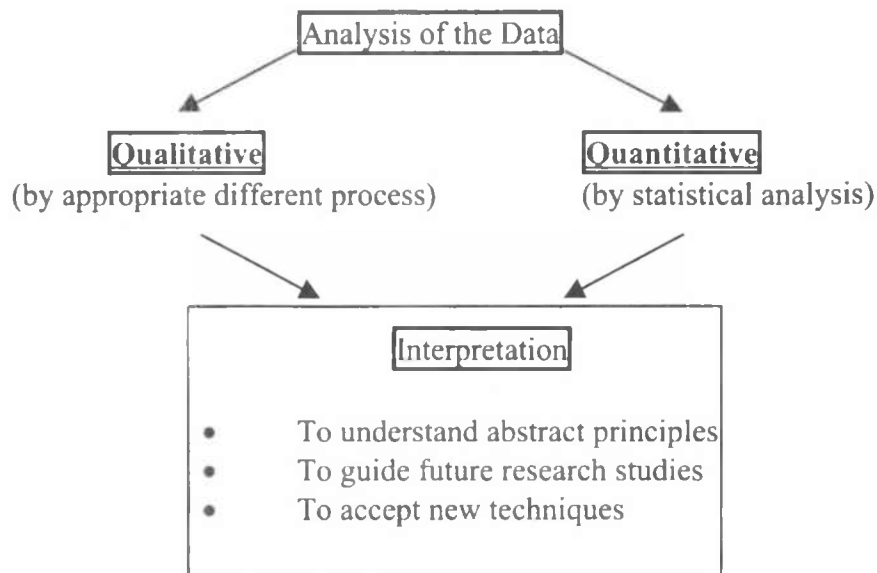 Analysis of the Data
Qualitative
(by appropriate different process)
Quantitative
(by statistical analysis)
Interpretation
• To understand abstract principles
• To guide future research studies
• To accept new techniques